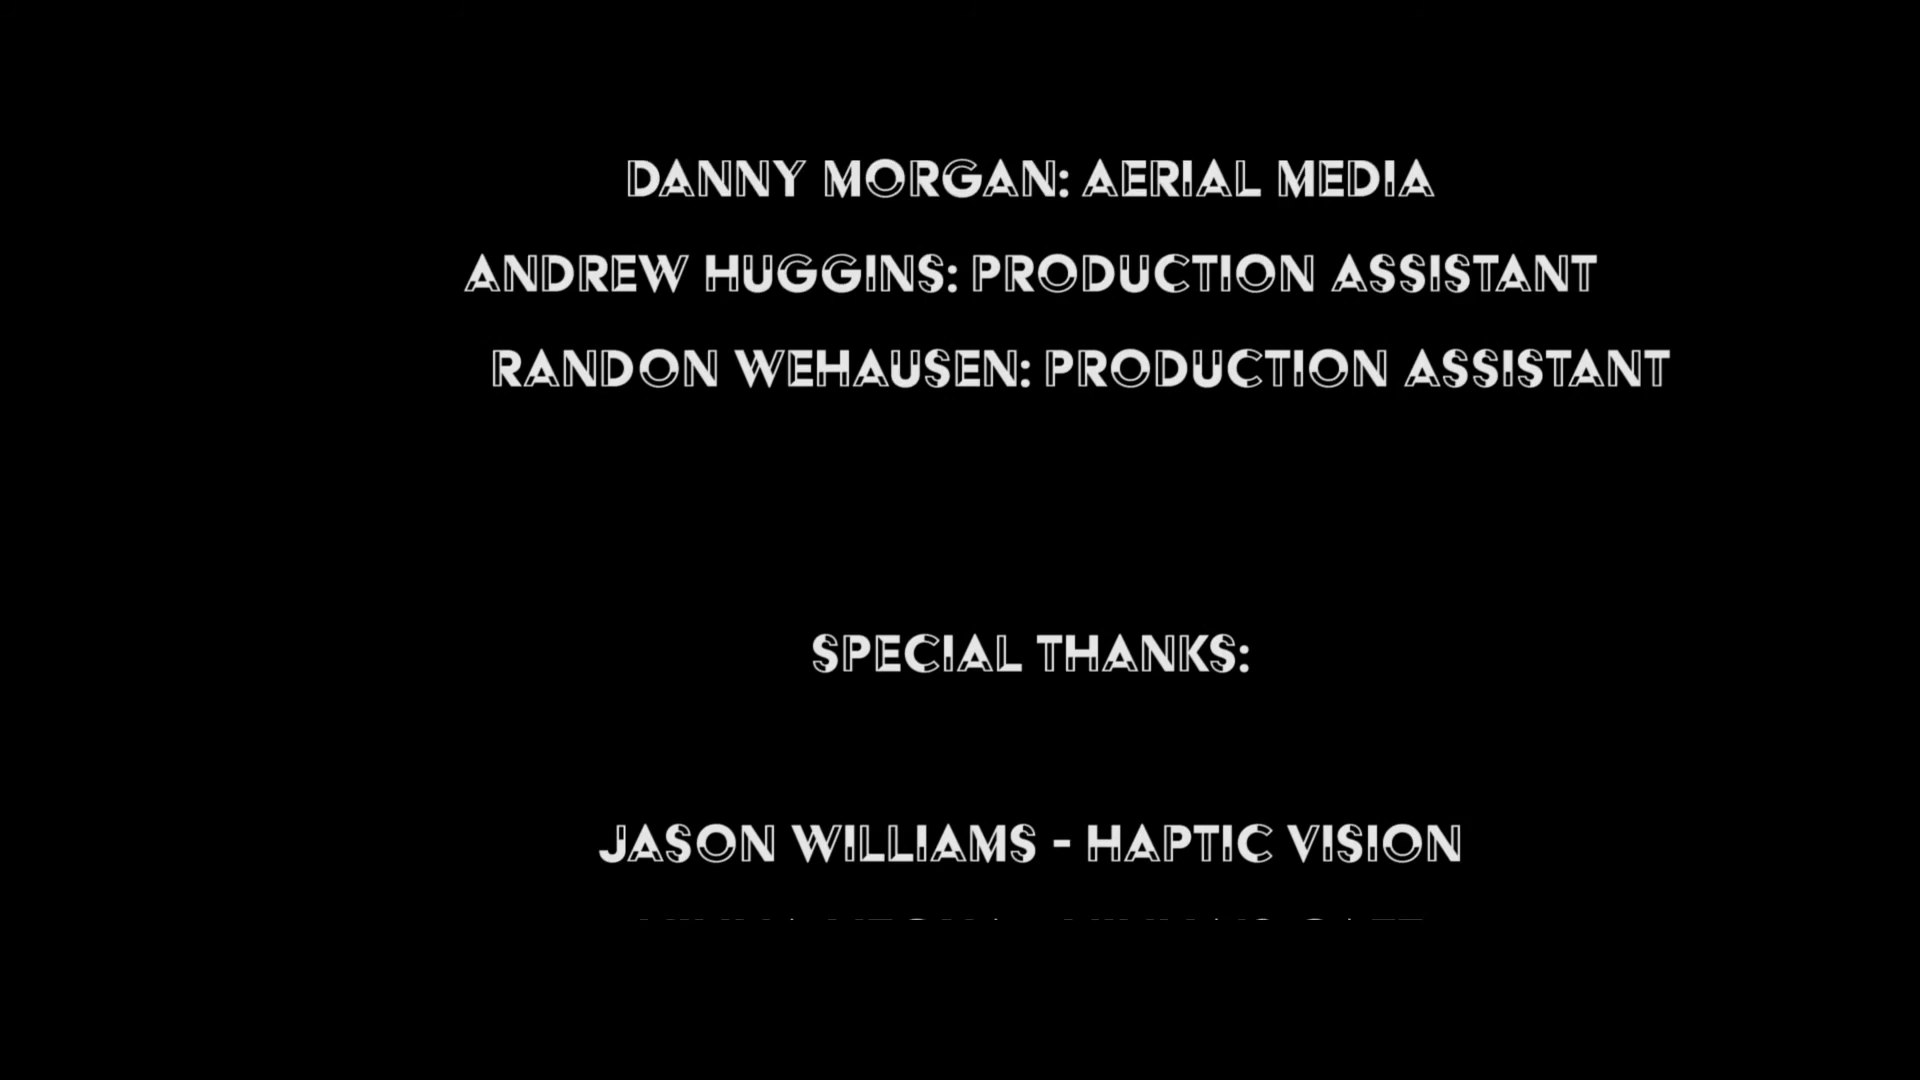 DANNY MORGAN: AERIAL MEDIA
ANDREW HUGGINS: PRODUCTION ASSISTANT
RANDON WEHAUSEN: PRODUCTION ASSISTANT
SPECIAL THANKS:
JASON WILLIAMS - HAPTIC VISION